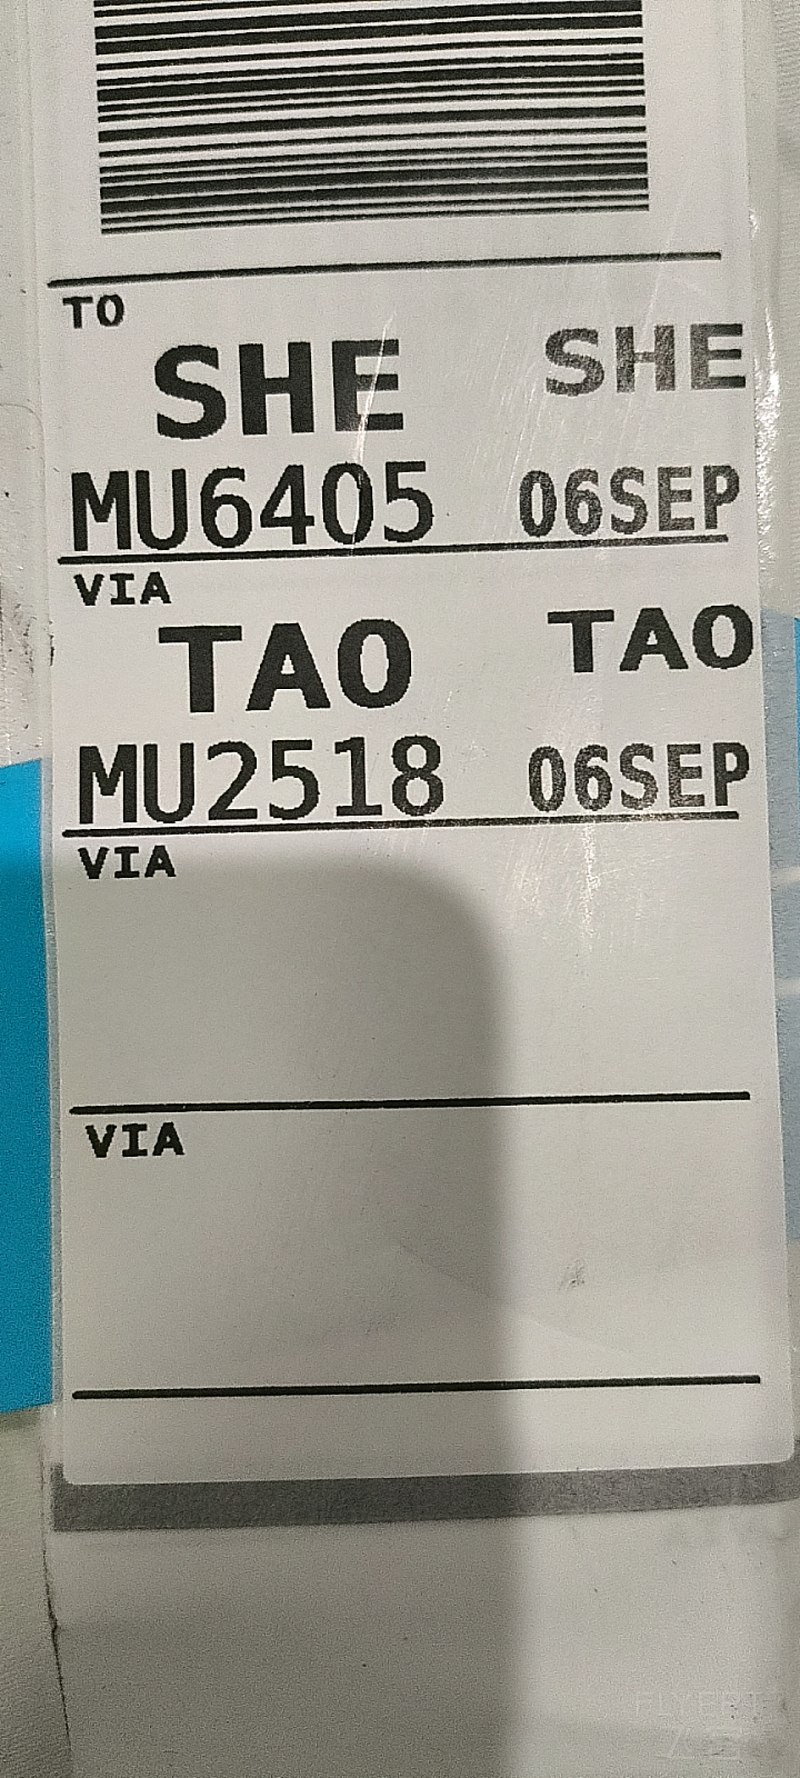 TO
SHE SHE
MU6405 06SEP
VIA
TAO TAO
MU2518 06SEP
VIA
VIA